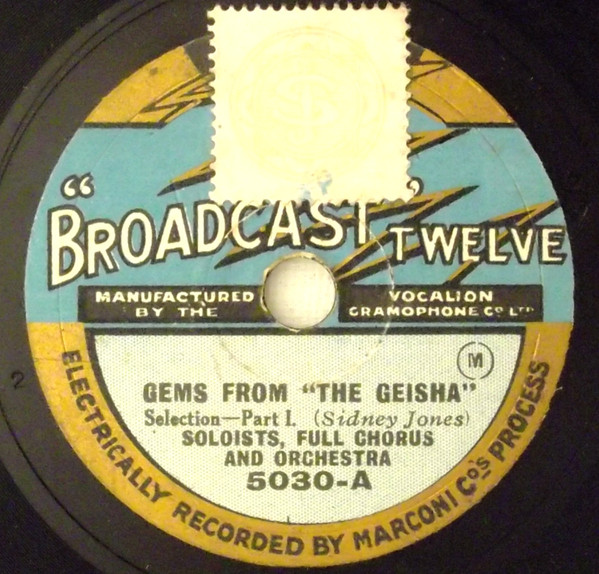 "BROADCAST" TWELVE
MANUFACTURED BY THE
VOCALION GRAMOPHONE Co LTD
M
GEMS FROM "THE GEISHA"
Selection—Part I. (Sidney Jones)
SOLOISTS, FULL CHORUS
AND ORCHESTRA
5030-A
ELECTRICALLY RECORDED BY MARCONI Co's PROCESS
2